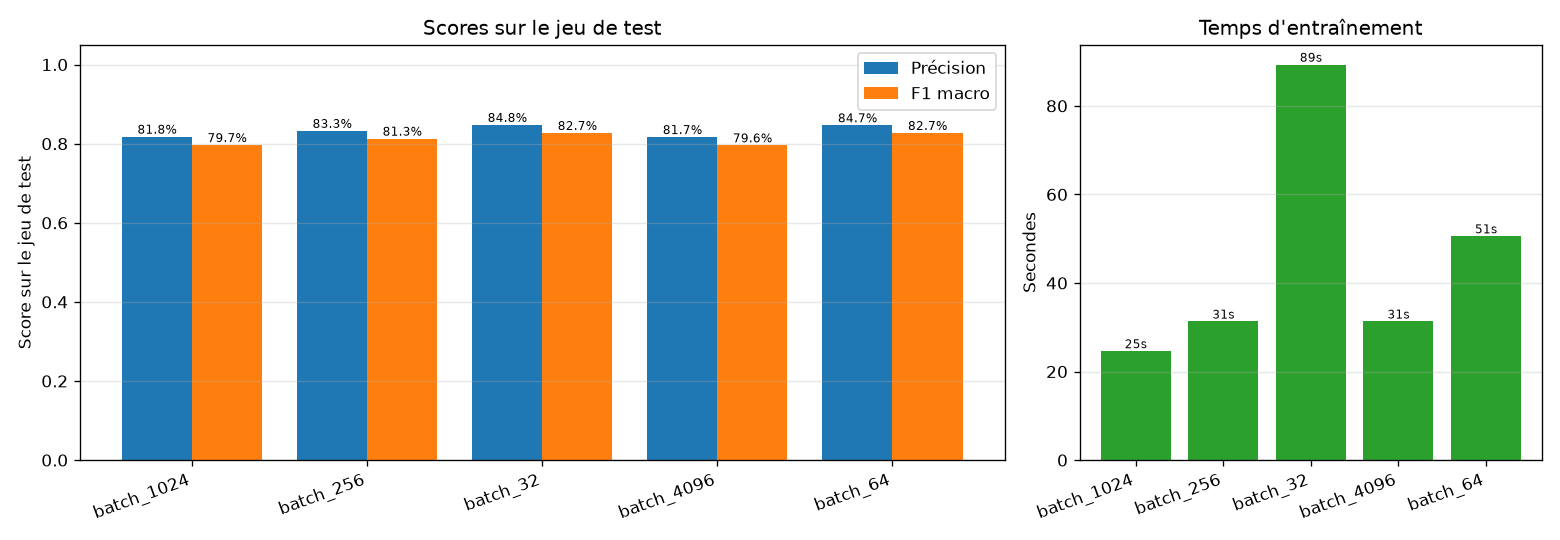 Scores sur le jeu de test
Score sur le jeu de test
1.0
0.8
0.6
0.4
0.2
0.0
Précision
F1 macro
81.8%
79.7%
83.3%
81.3%
84.8%
82.7%
81.7%
79.6%
84.7%
82.7%
batch_1024
batch_256
batch_32
batch_4096
batch_64
Temps d'entraînement
Secondes
80
60
40
20
0
25s
31s
89s
31s
51s
batch_1024
batch_256
batch_32
batch_4096
batch_64